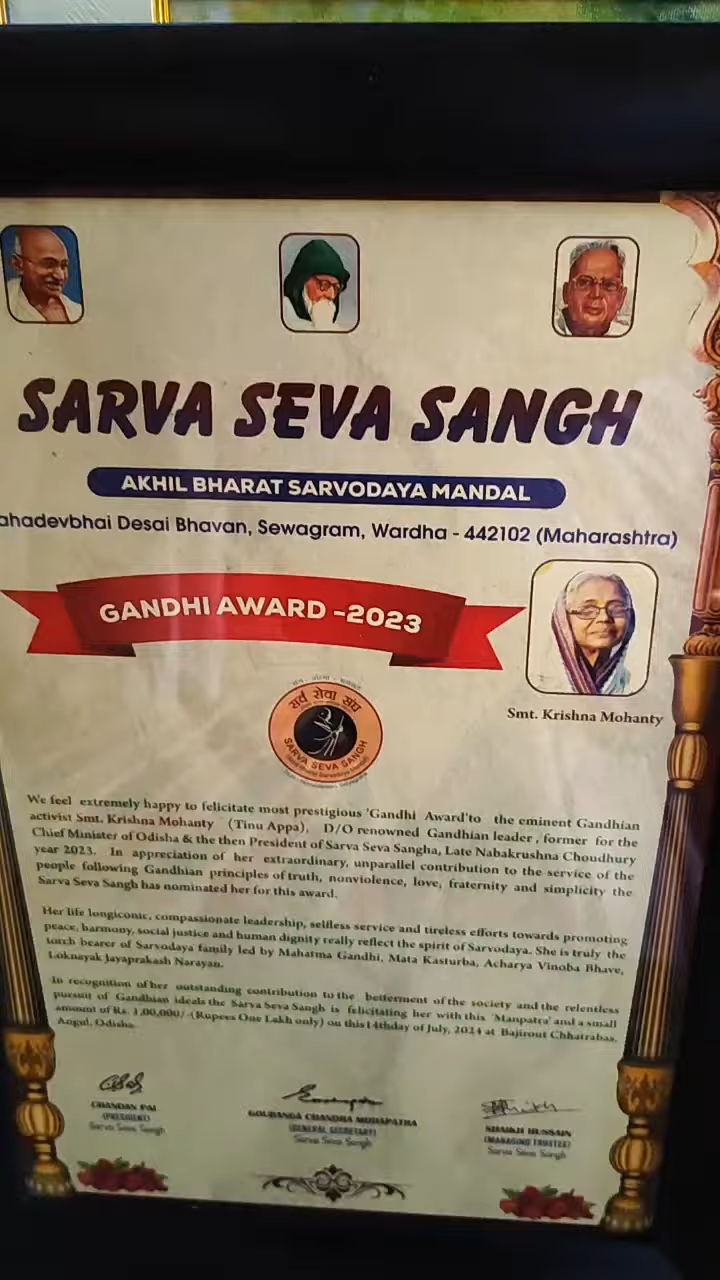 SARVA SEVA SANGH
AKHIL BHARAT SARVODAYA MANDAL
ahadevbhai Desai Bhavan, Sewagram, Wardha - 442102 (Maharashtra)
GANDHI AWARD -2023
Smt. Krishna Mohanty
सर्व सेवा संघ
SARVA SEVA SANGH
We feel extremely happy to felicitate most prestigious 'Gandhi Award'to the eminent Gandhian
activist Smt. Krishna Mohanty (Tinu Appa), D/O renowned Gandhian leader , former for the
Chief Minister of Odisha & the then President of Sarva Seva Sangha, Late Nabakrushna Choudhury
year 2023. In appreciation of her extraordinary, unparallel contribution to the service of the
people following Gandhian principles of truth, nonviolence, love, fraternity and simplicity the
Sarva Seva Sangh has nominated her for this award.
Her life longiconic, compassionate leadership, selfless service and tireless efforts towards promoting
peace, harmony, social justice and human dignity really reflect the spirit of Sarvodaya. She is truly the
torch bearer of Sarvodaya family led by Mahatma Gandhi, Mata Kasturba, Acharya Vinoba Bhave,
Loknayak Jayaprakash Narayan.
In recognition of her outstanding contribution to the betterment of the society and the relentless
pursuit of Gandhian ideals the Sarva Seva Sangh is felicitating her with this 'Manpatra' and a small
amount of Rs. 1,00,000/-(Rupees One Lakh only) on this 14thday of July, 2024 at Bajirout Chhatrabas,
Angul, Odisha.
CHANDAN PAL
(PRESIDENT)
Sarva Seva Sangh
GOURANGA CHANDRA MOHAPATRA
(GENERAL SECRETARY)
Sarva Seva Sangh
SHAIKH HUSSAIN
(MANAGING TRUSTEE)
Sarva Seva Sangh